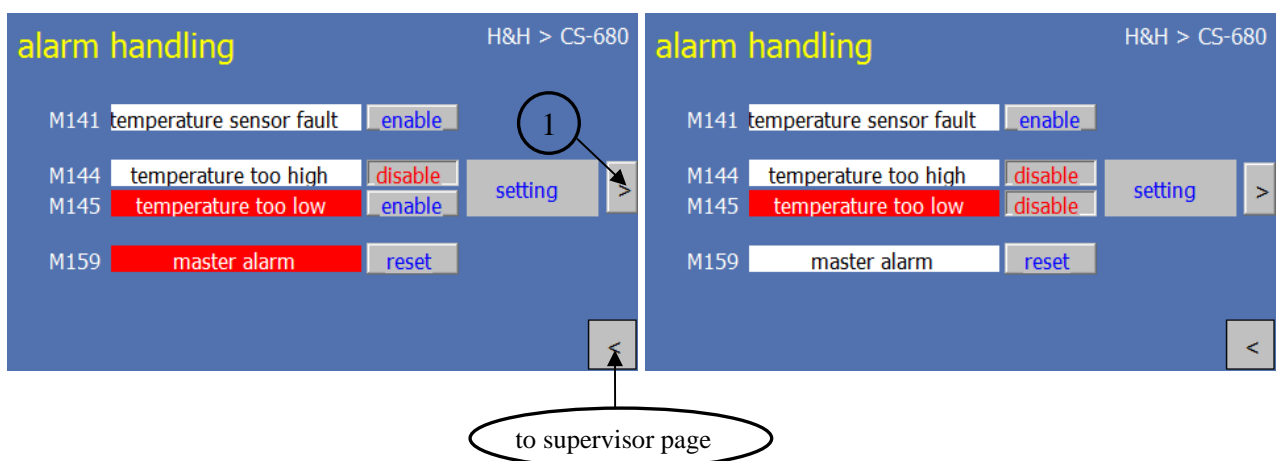 alarm handling
H&H > CS-680
M141 temperature sensor fault enable
1
M144 temperature too high disable
setting >
M145 temperature too low enable
M159 master alarm reset
<
alarm handling
H&H > CS-680
M141 temperature sensor fault enable
M144 temperature too high disable
setting >
M145 temperature too low disable
M159 master alarm reset
<
to supervisor page